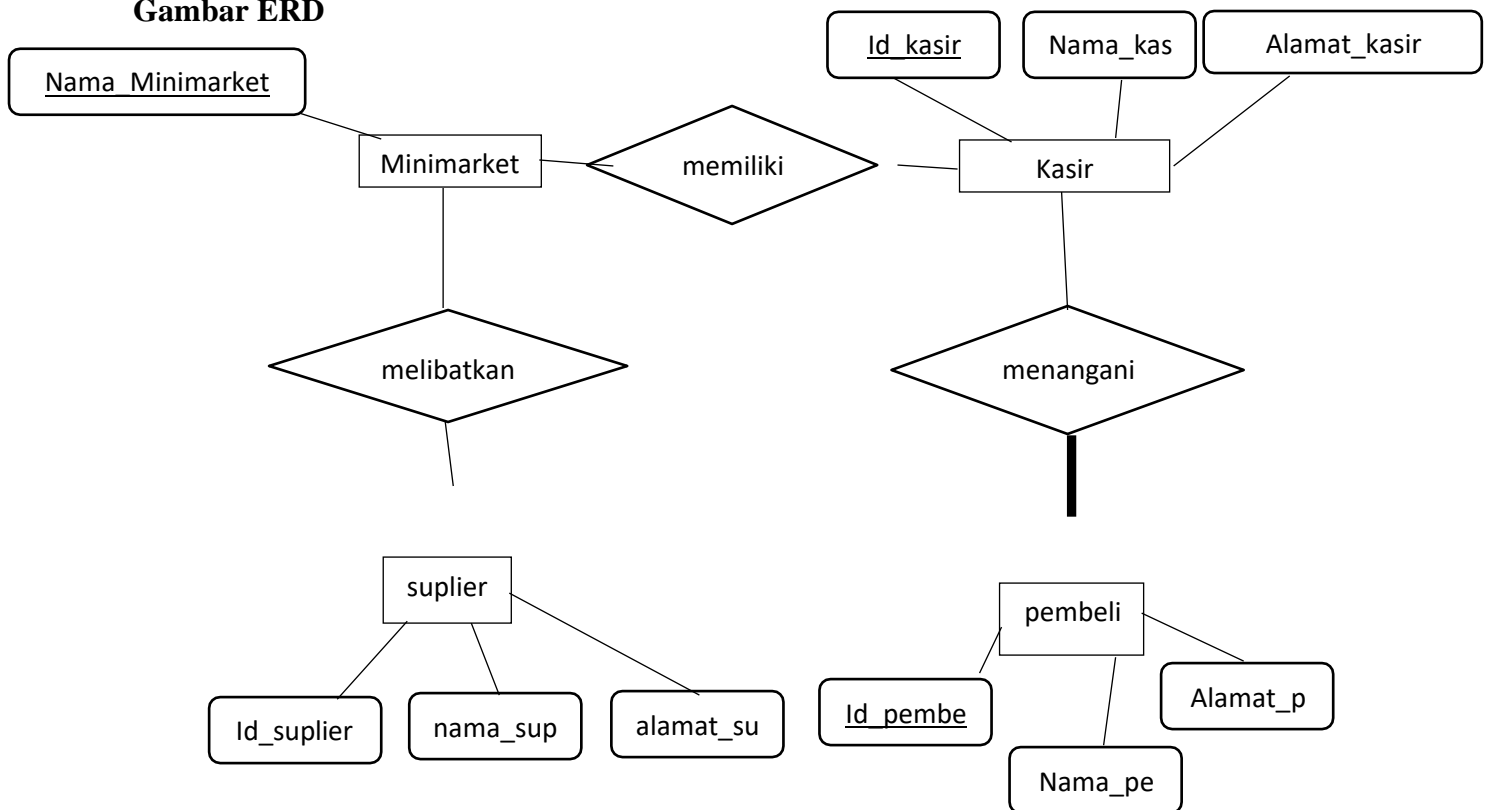 Gambar ERD
Id_kasir
Nama_kas
Alamat_kasir
Nama_Minimarket
Minimarket
memiliki
Kasir
melibatkan
menangani
suplier
pembeli
Id_suplier
nama_sup
alamat_su
Id_pembe
Alamat_p
Nama_pe